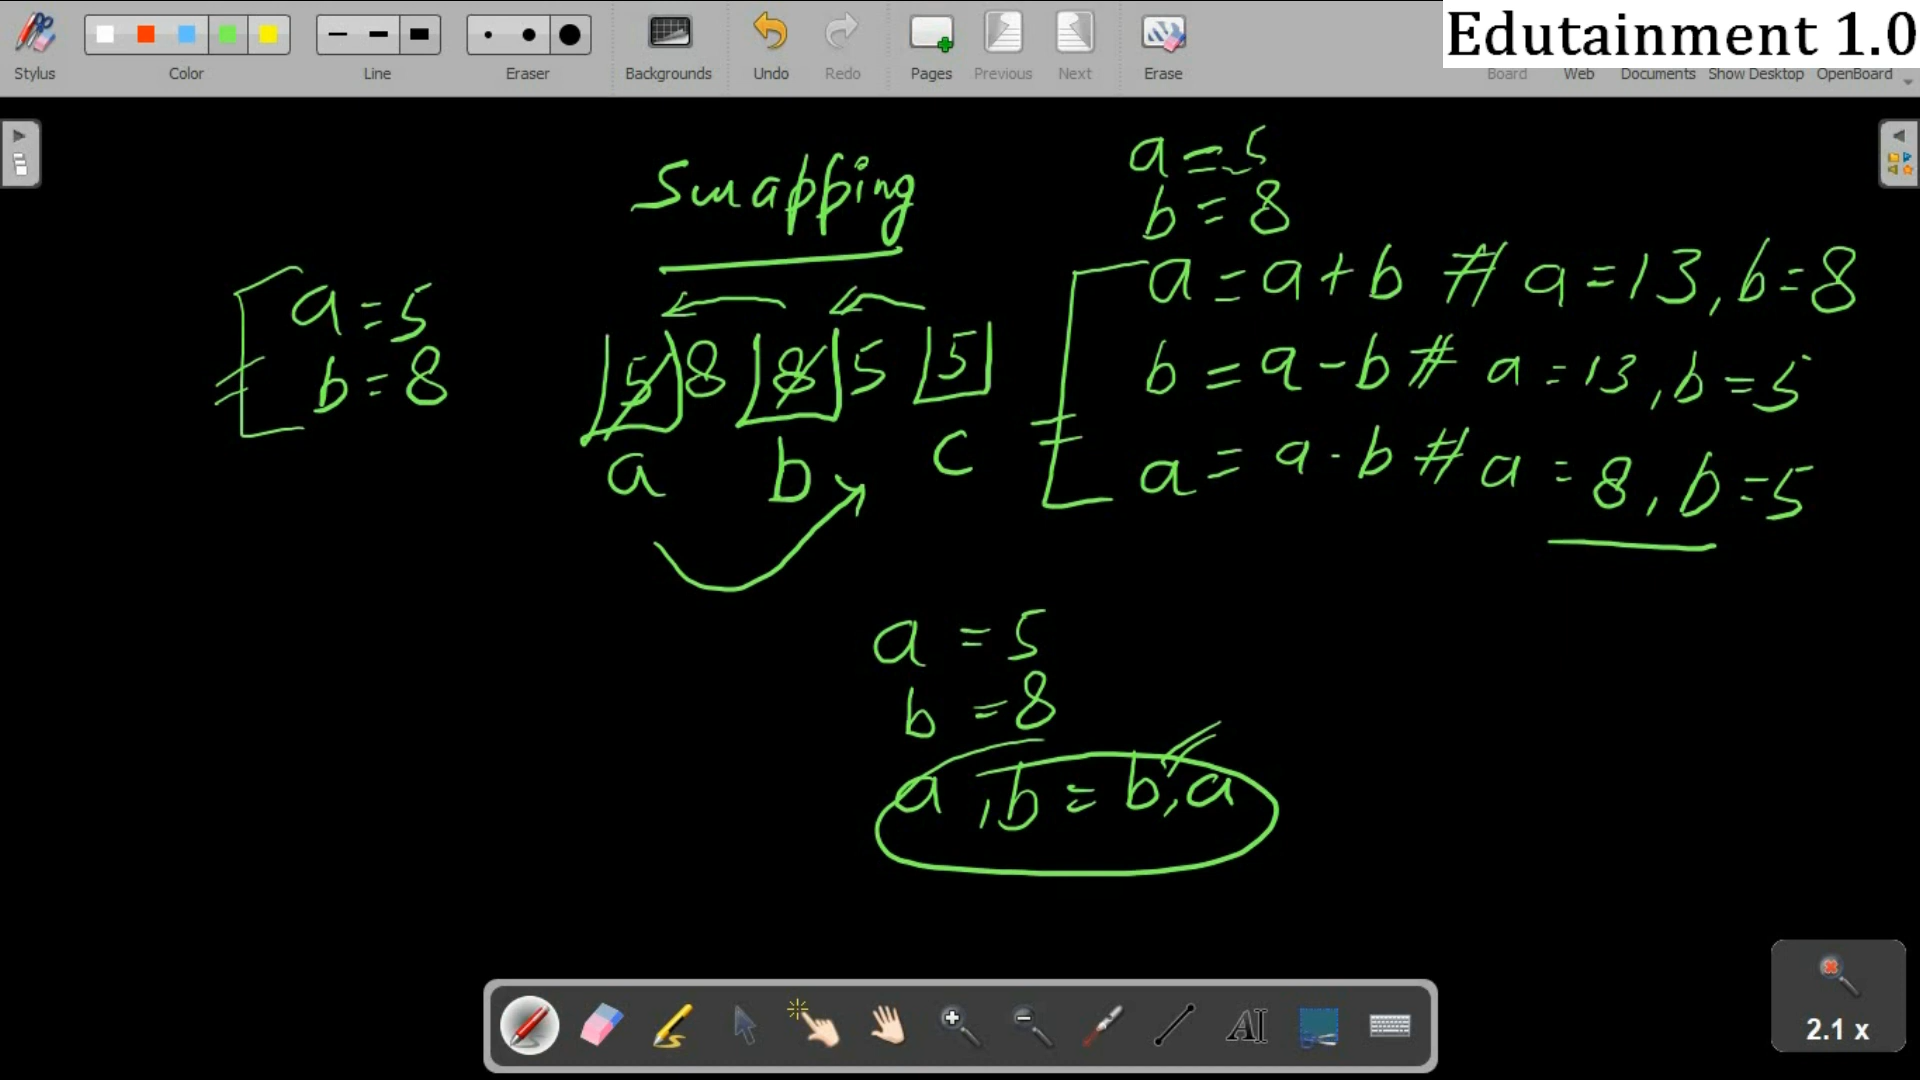 Edutainment 1.0
Stylus Color Line Eraser Backgrounds Undo Redo Pages Previous Next Erase Board Web Documents Show Desktop OpenBoard
Swapping
a = 5
b = 8
5 8 8 5 5
a b c
a = 5
b = 8
a = a + b # a = 13, b = 8
b = a - b # a = 13, b = 5
a = a - b # a = 8, b = 5
a = 5
b = 8
a, b = b, a
AI
2.1 x